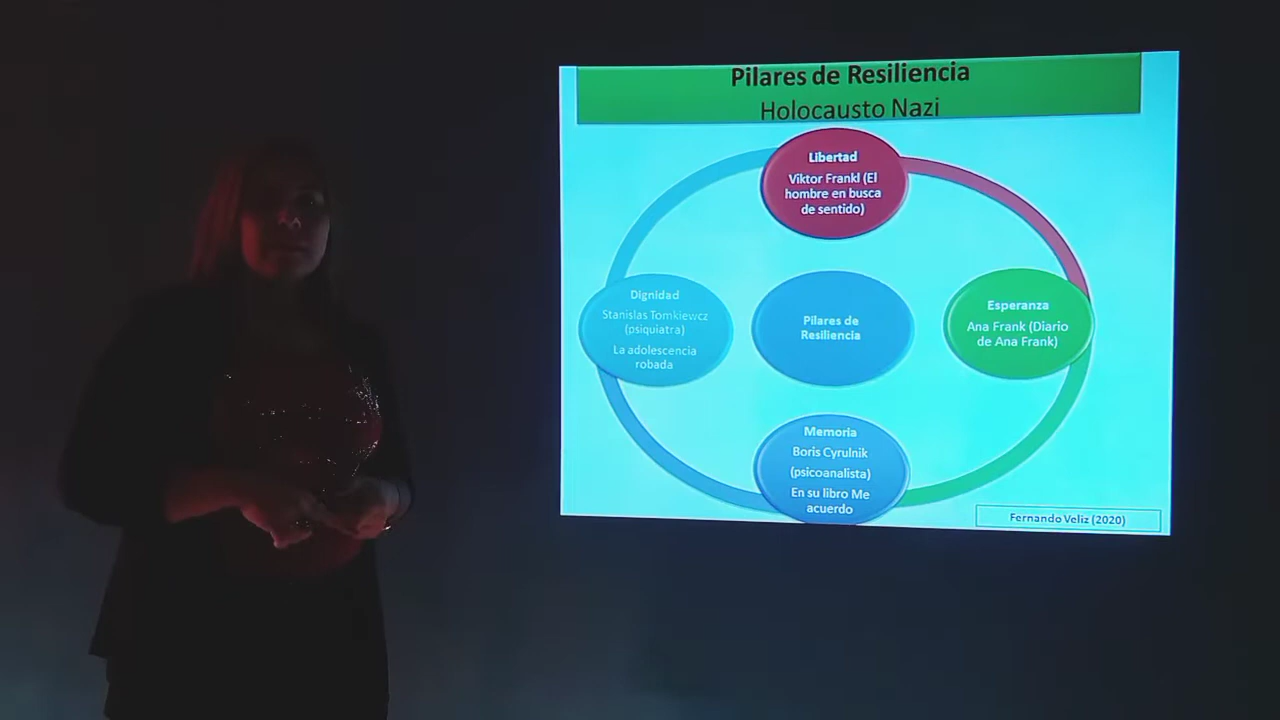 Pilares de Resiliencia
Holocausto Nazi
Libertad
Viktor Frankl (El
hombre en busca
de sentido)
Dignidad
Stanislas Tomkiewcz
(psiquiatra)
La adolescencia
robada
Pilares de
Resiliencia
Esperanza
Ana Frank (Diario
de Ana Frank)
Memoria
Boris Cyrulnik
(psicoanalista)
En su libro Me
acuerdo
Fernando Veliz (2020)